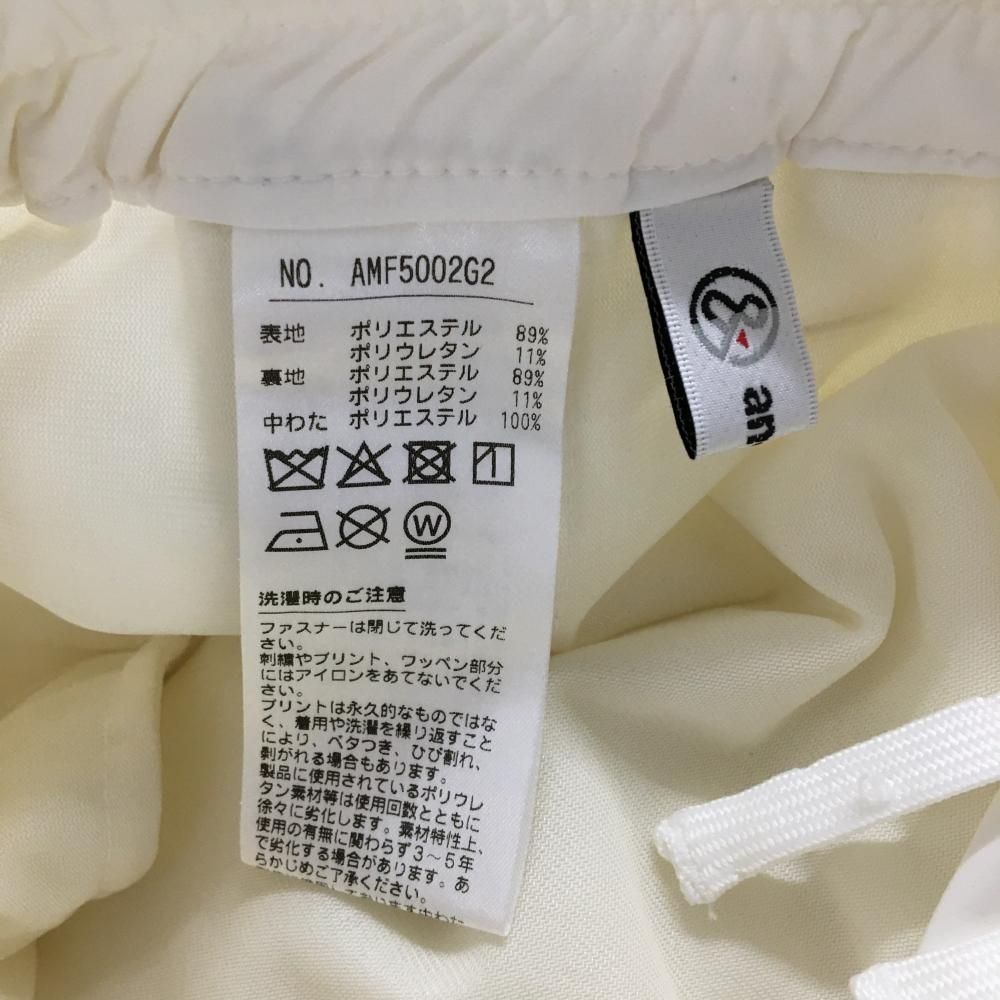 NO. AMF5002G2
表地 ポリエステル 89%
ポリウレタン 11%
裏地 ポリエステル 89%
ポリウレタン 11%
中わた ポリエステル 100%
W
洗濯時のご注意
ファスナーは閉じて洗ってくだ
さい。
刺繍やプリント、ワッペン部分
にはアイロンをあてないでくだ
さい。
プリントは永久的なものではな
く、着用や洗濯を繰り返すこと
により、ベタつき、ひび割れ、
剥がれる場合もあります。
製品に使用されているポリウレ
タン素材等は使用回数とともに
徐々に劣化します。素材特性上、
使用の有無に関わらず3～5年
で劣化する場合があります。あ
らかじめご了承ください。
&
an